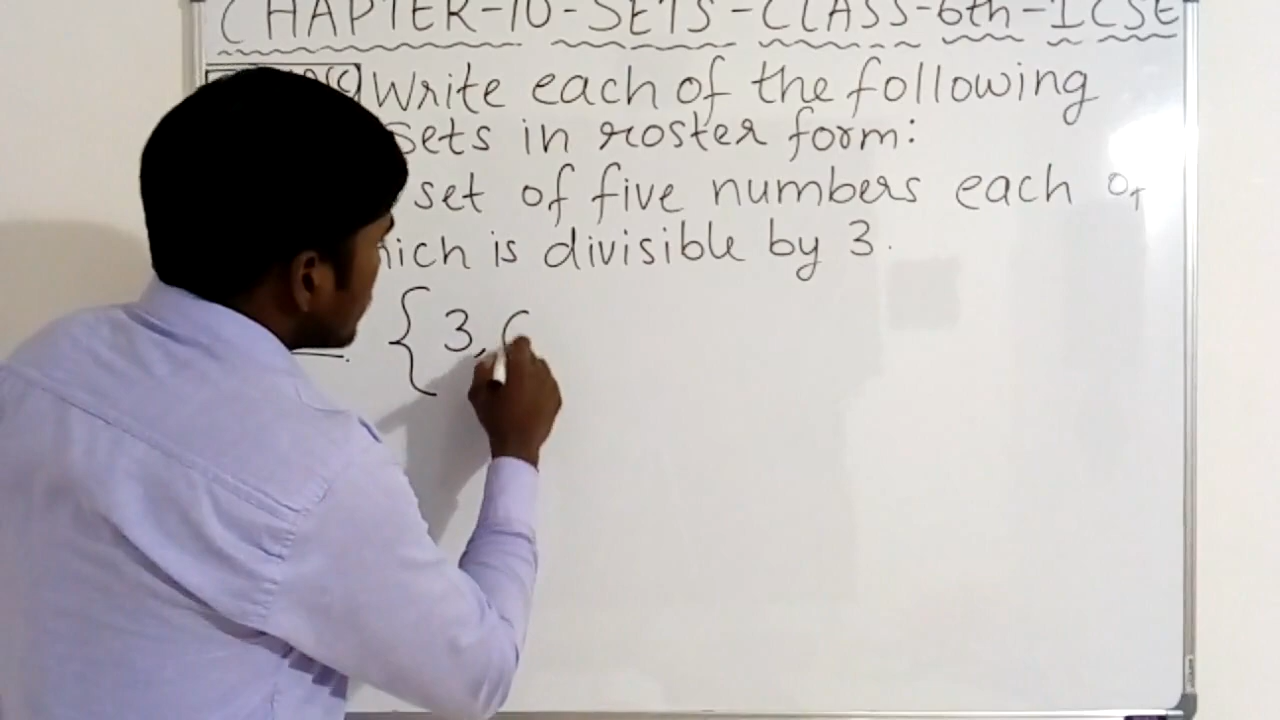 CHAPTER-10-SETS-CLASS-6th-ICSE
Write each of the following
sets in roster form:
set of five numbers each of
is divisible by 3.
{3,